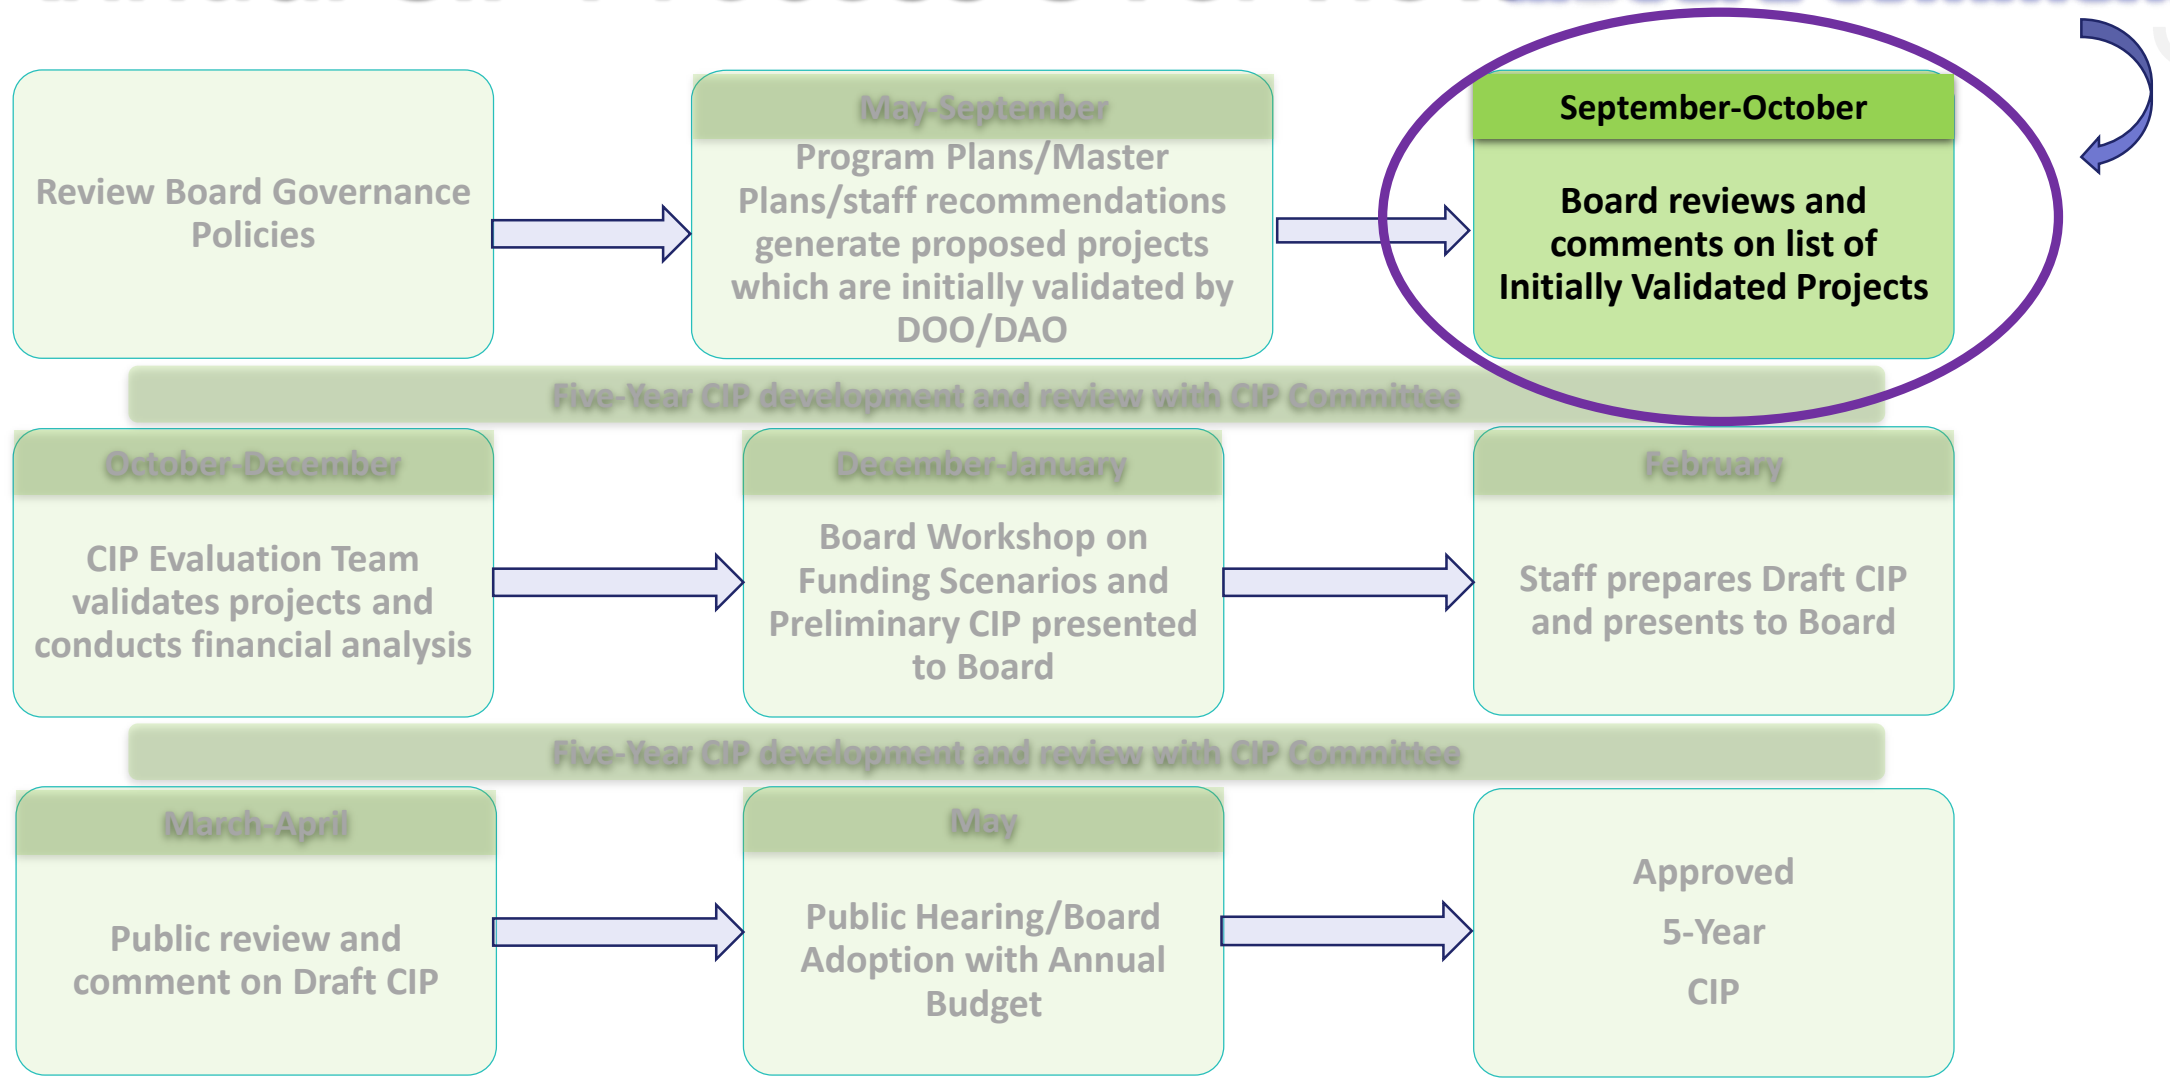 September-October
May-September
Review Board Governance
Policies
Program Plans/Master
Plans/staff recommendations
generate proposed projects
which are initially validated by
DOO/DAO
Board reviews and
comments on list of
Initially Validated Projects
Five-Year CIP development and review with CIP Committee
October-December
December-January
February
CIP Evaluation Team
validates projects and
conducts financial analysis
Board Workshop on
Funding Scenarios and
Preliminary CIP presented
to Board
Staff prepares Draft CIP
and presents to Board
Five-Year CIP development and review with CIP Committee
March-April
May
Public review and
comment on Draft CIP
Public Hearing/Board
Adoption with Annual
Budget
Approved
5-Year
CIP